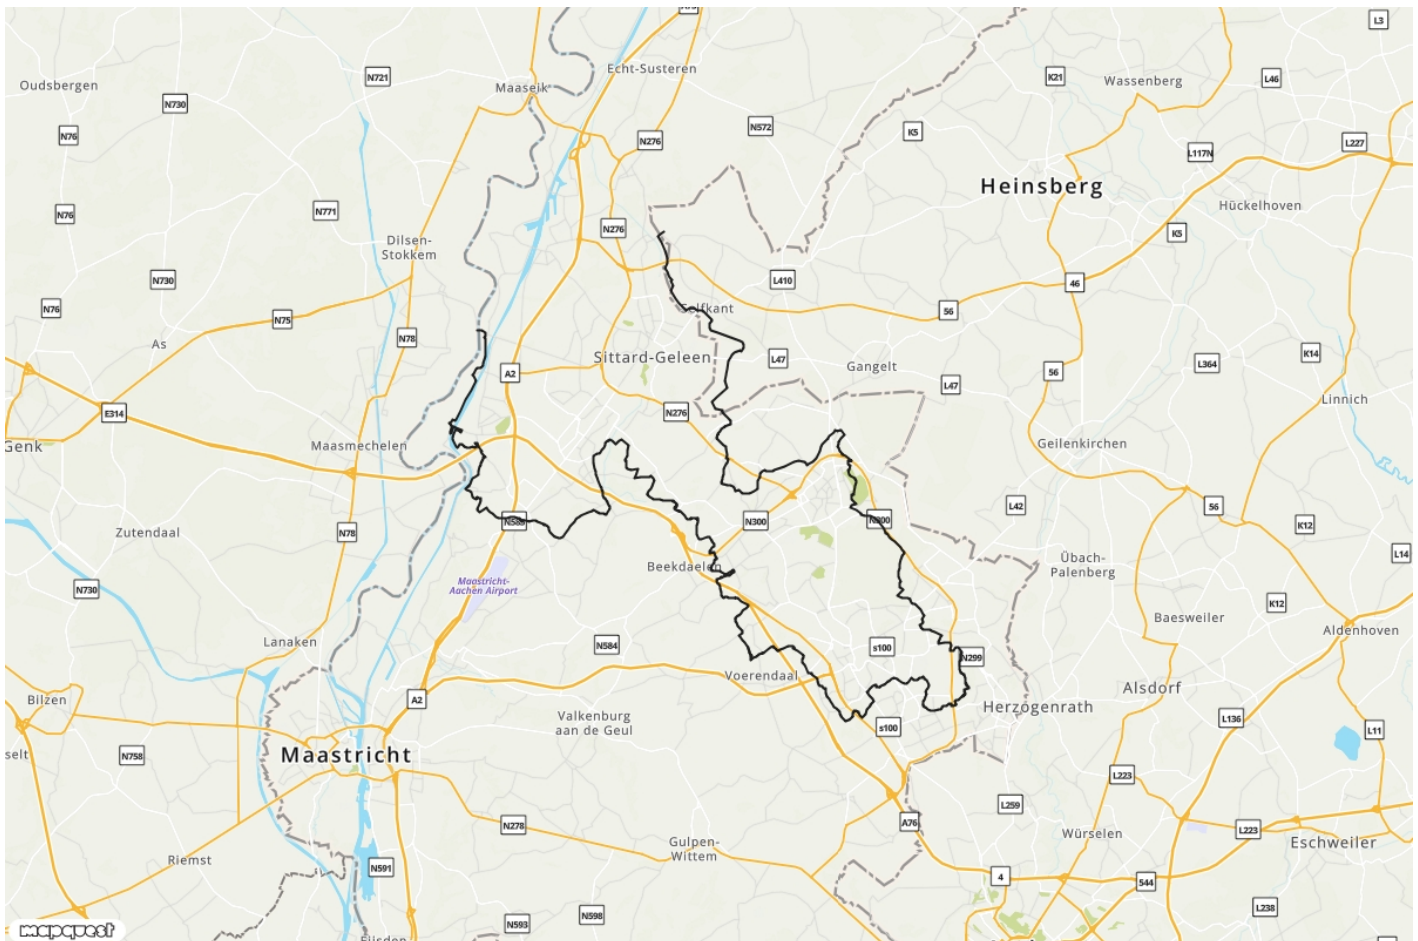 A73
L3
Echt-Susteren
N721
K21
Wassenberg
L46
Oudsbergen
Maaseik
N730
N572
K5
N76
N276
L227
L117N
Heinsberg
Hückelhoven
N771
N76
N276
K5
Dilsen-
Stokkem
N730
L410
46
N76
Selfkant
56
N75
N78
As
Sittard-Geleen
L47
Gangelt
K14
L364
A2
56
L47
Linnich
E314
N276
Genk
Maasmechelen
Geilenkirchen
L42
56
N300
N300
K12
Zutendaal
N78
L14
Beekdaelen
Übach-
Palenberg
Maastricht-
Aachen Airport
N730
K12
Baesweiler
Aldenhoven
Lanaken
N584
s100
N299
Voerendaal
Alsdorf
Bilzen
A2
Herzogenrath
Valkenburg
aan de Geul
L136
s100
L11
Maastricht
N758
L223
L259
N278
A76
Würselen
L223
Gulpen-
Wittem
Eschweiler
Riemst
N591
4
544
L238
N598
N593
mapquest